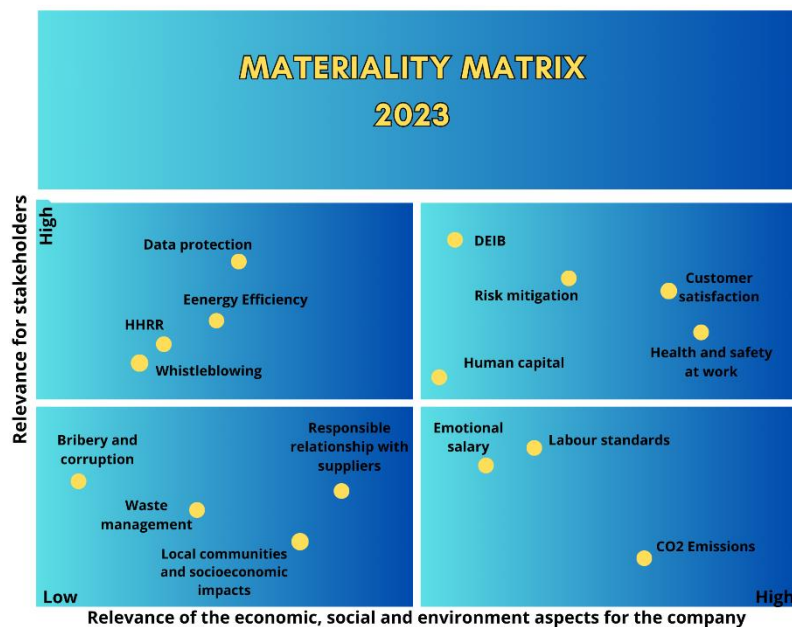 MATERIALITY MATRIX
2023
Relevance for stakeholders
High
Data protection
Eenergy Efficiency
HHRR
Whistleblowing
DEIB
Risk mitigation
Customer
satisfaction
Health and safety
at work
Human capital
Bribery and
corruption
Waste
management
Responsible
relationship with
suppliers
Local communities
and socioeconomic
impacts
Emotional
salary
Labour standards
CO2 Emissions
Low
High
Relevance of the economic, social and environment aspects for the company